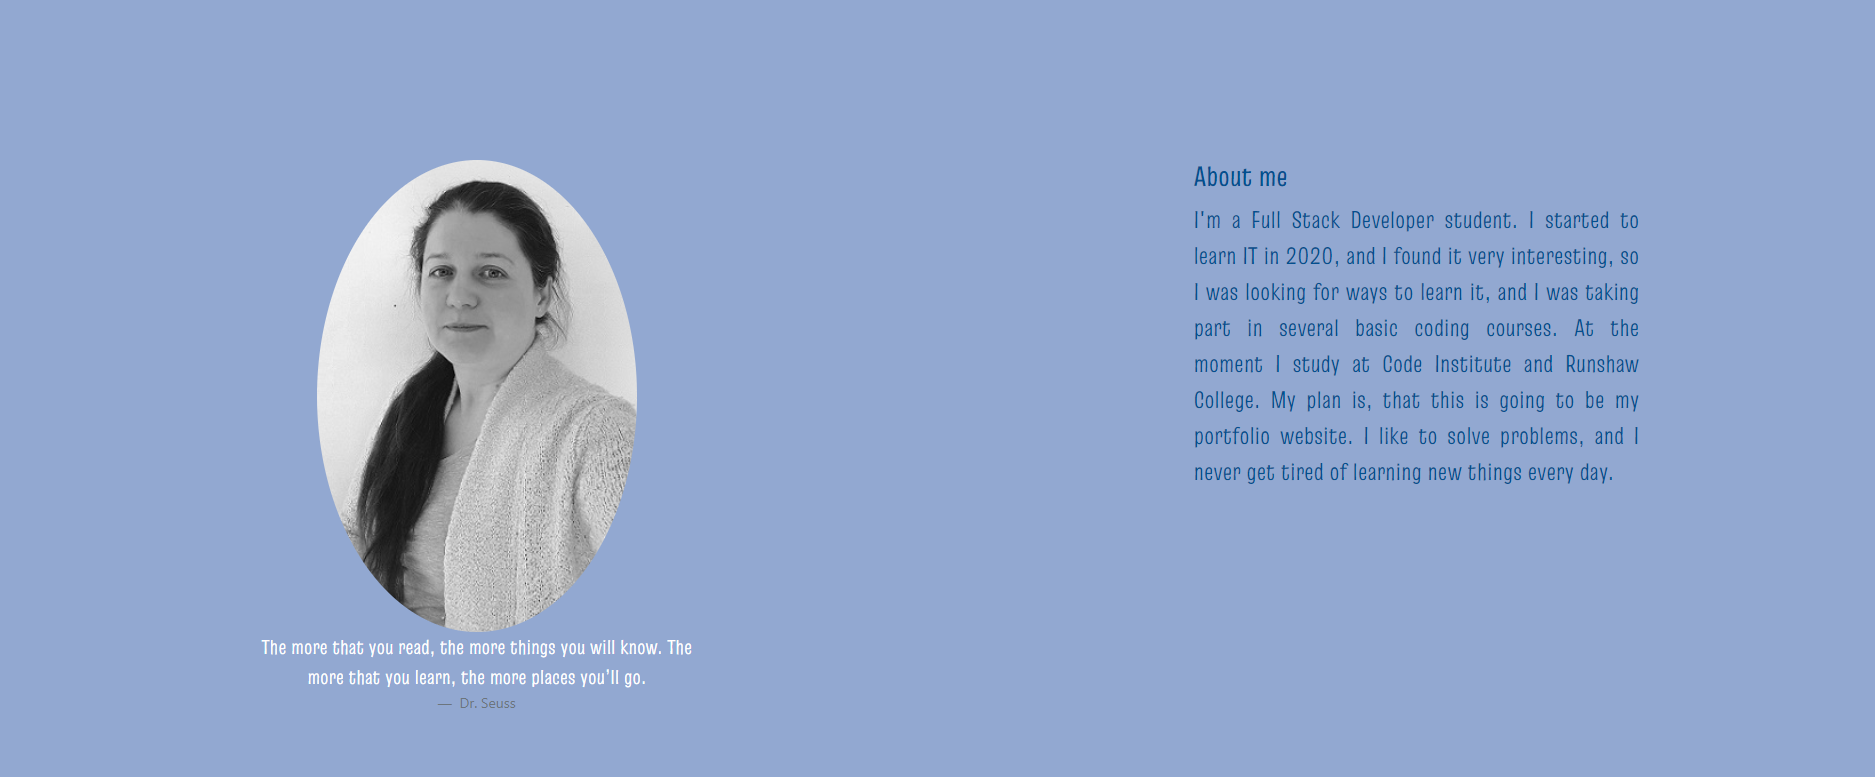 The more that you read, the more things you will know. The
more that you learn, the more places you'll go.
— Dr. Seuss
About me
I'm a Full Stack Developer student. I started to
learn IT in 2020, and I found it very interesting, so
I was looking for ways to learn it, and I was taking
part in several basic coding courses. At the
moment I study at Code Institute and Runshaw
College. My plan is, that this is going to be my
portfolio website. I like to solve problems, and I
never get tired of learning new things every day.